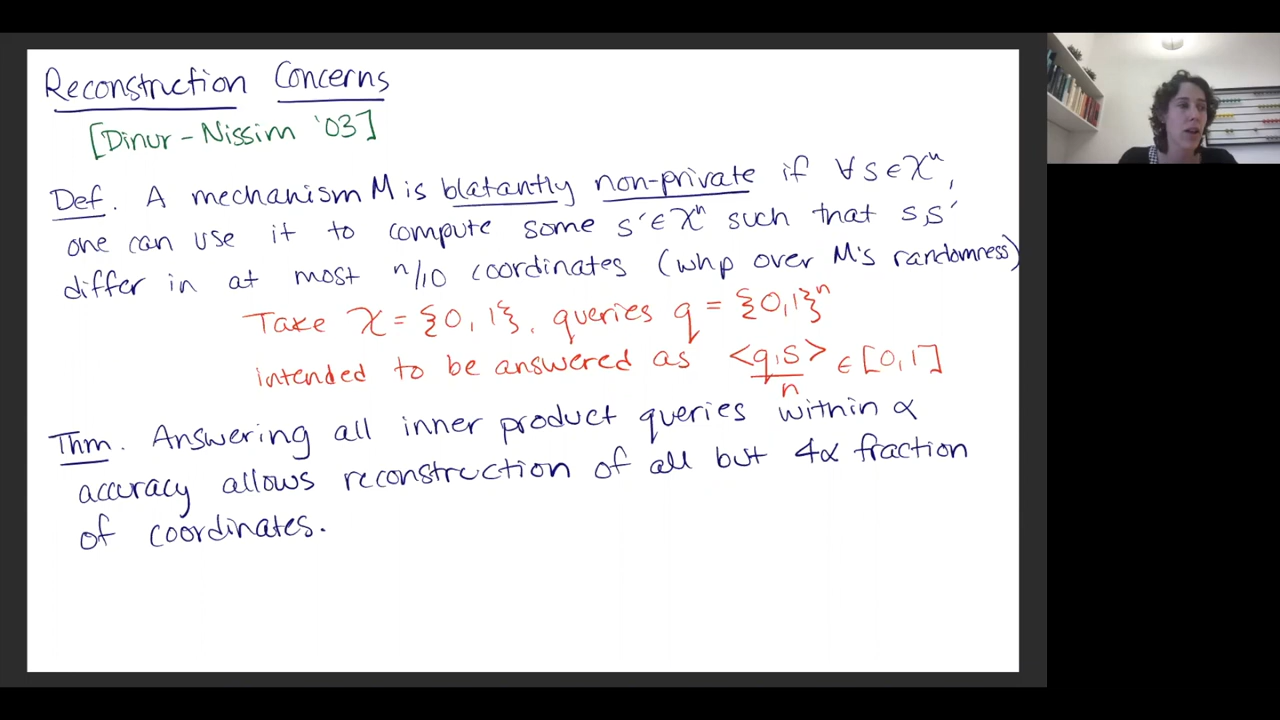 Reconstruction Concerns
[Dinur-Nissim '03]
Def. A mechanism M is blatantly non-private if ∀ s ∈ X^n,
one can use it to compute some s' ∈ X^n such that s,s'
differ in at most n/10 coordinates (whp over M's randomness)
Take X = {0,1}, queries q = {0,1}^n
intended to be answered as <q,s>/n ∈ [0,1]
Thm. Answering all inner product queries within α
accuracy allows reconstruction of all but 4α fraction
of coordinates.